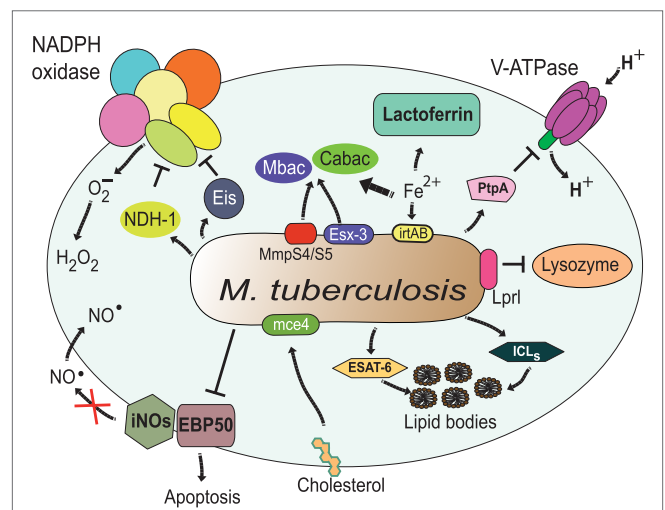 NADPH
oxidase
V-ATPase
H⁺
Lactoferrin
Mbac
Cabac
Fe²⁺
PtpA
H⁺
O₂⁻
Eis
NDH-1
H₂O₂
MmpS4/S5
Esx-3
irtAB
Lysozyme
LprI
M. tuberculosis
mce4
NO•
NO•
ICLs
ESAT-6
Lipid bodies
iNOs
EBP50
Apoptosis
Cholesterol